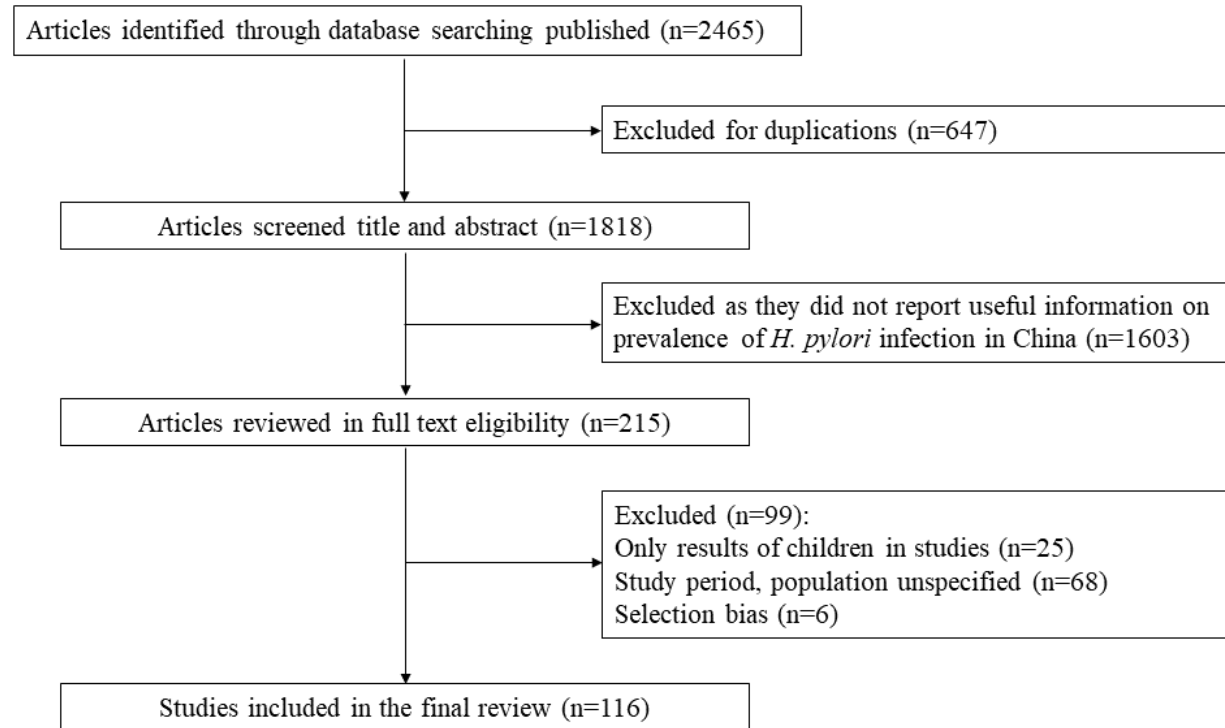 Articles identified through database searching published (n=2465)
Excluded for duplications (n=647)
Articles screened title and abstract (n=1818)
Excluded as they did not report useful information on
prevalence of H. pylori infection in China (n=1603)
Articles reviewed in full text eligibility (n=215)
Excluded (n=99):
Only results of children in studies (n=25)
Study period, population unspecified (n=68)
Selection bias (n=6)
Studies included in the final review (n=116)